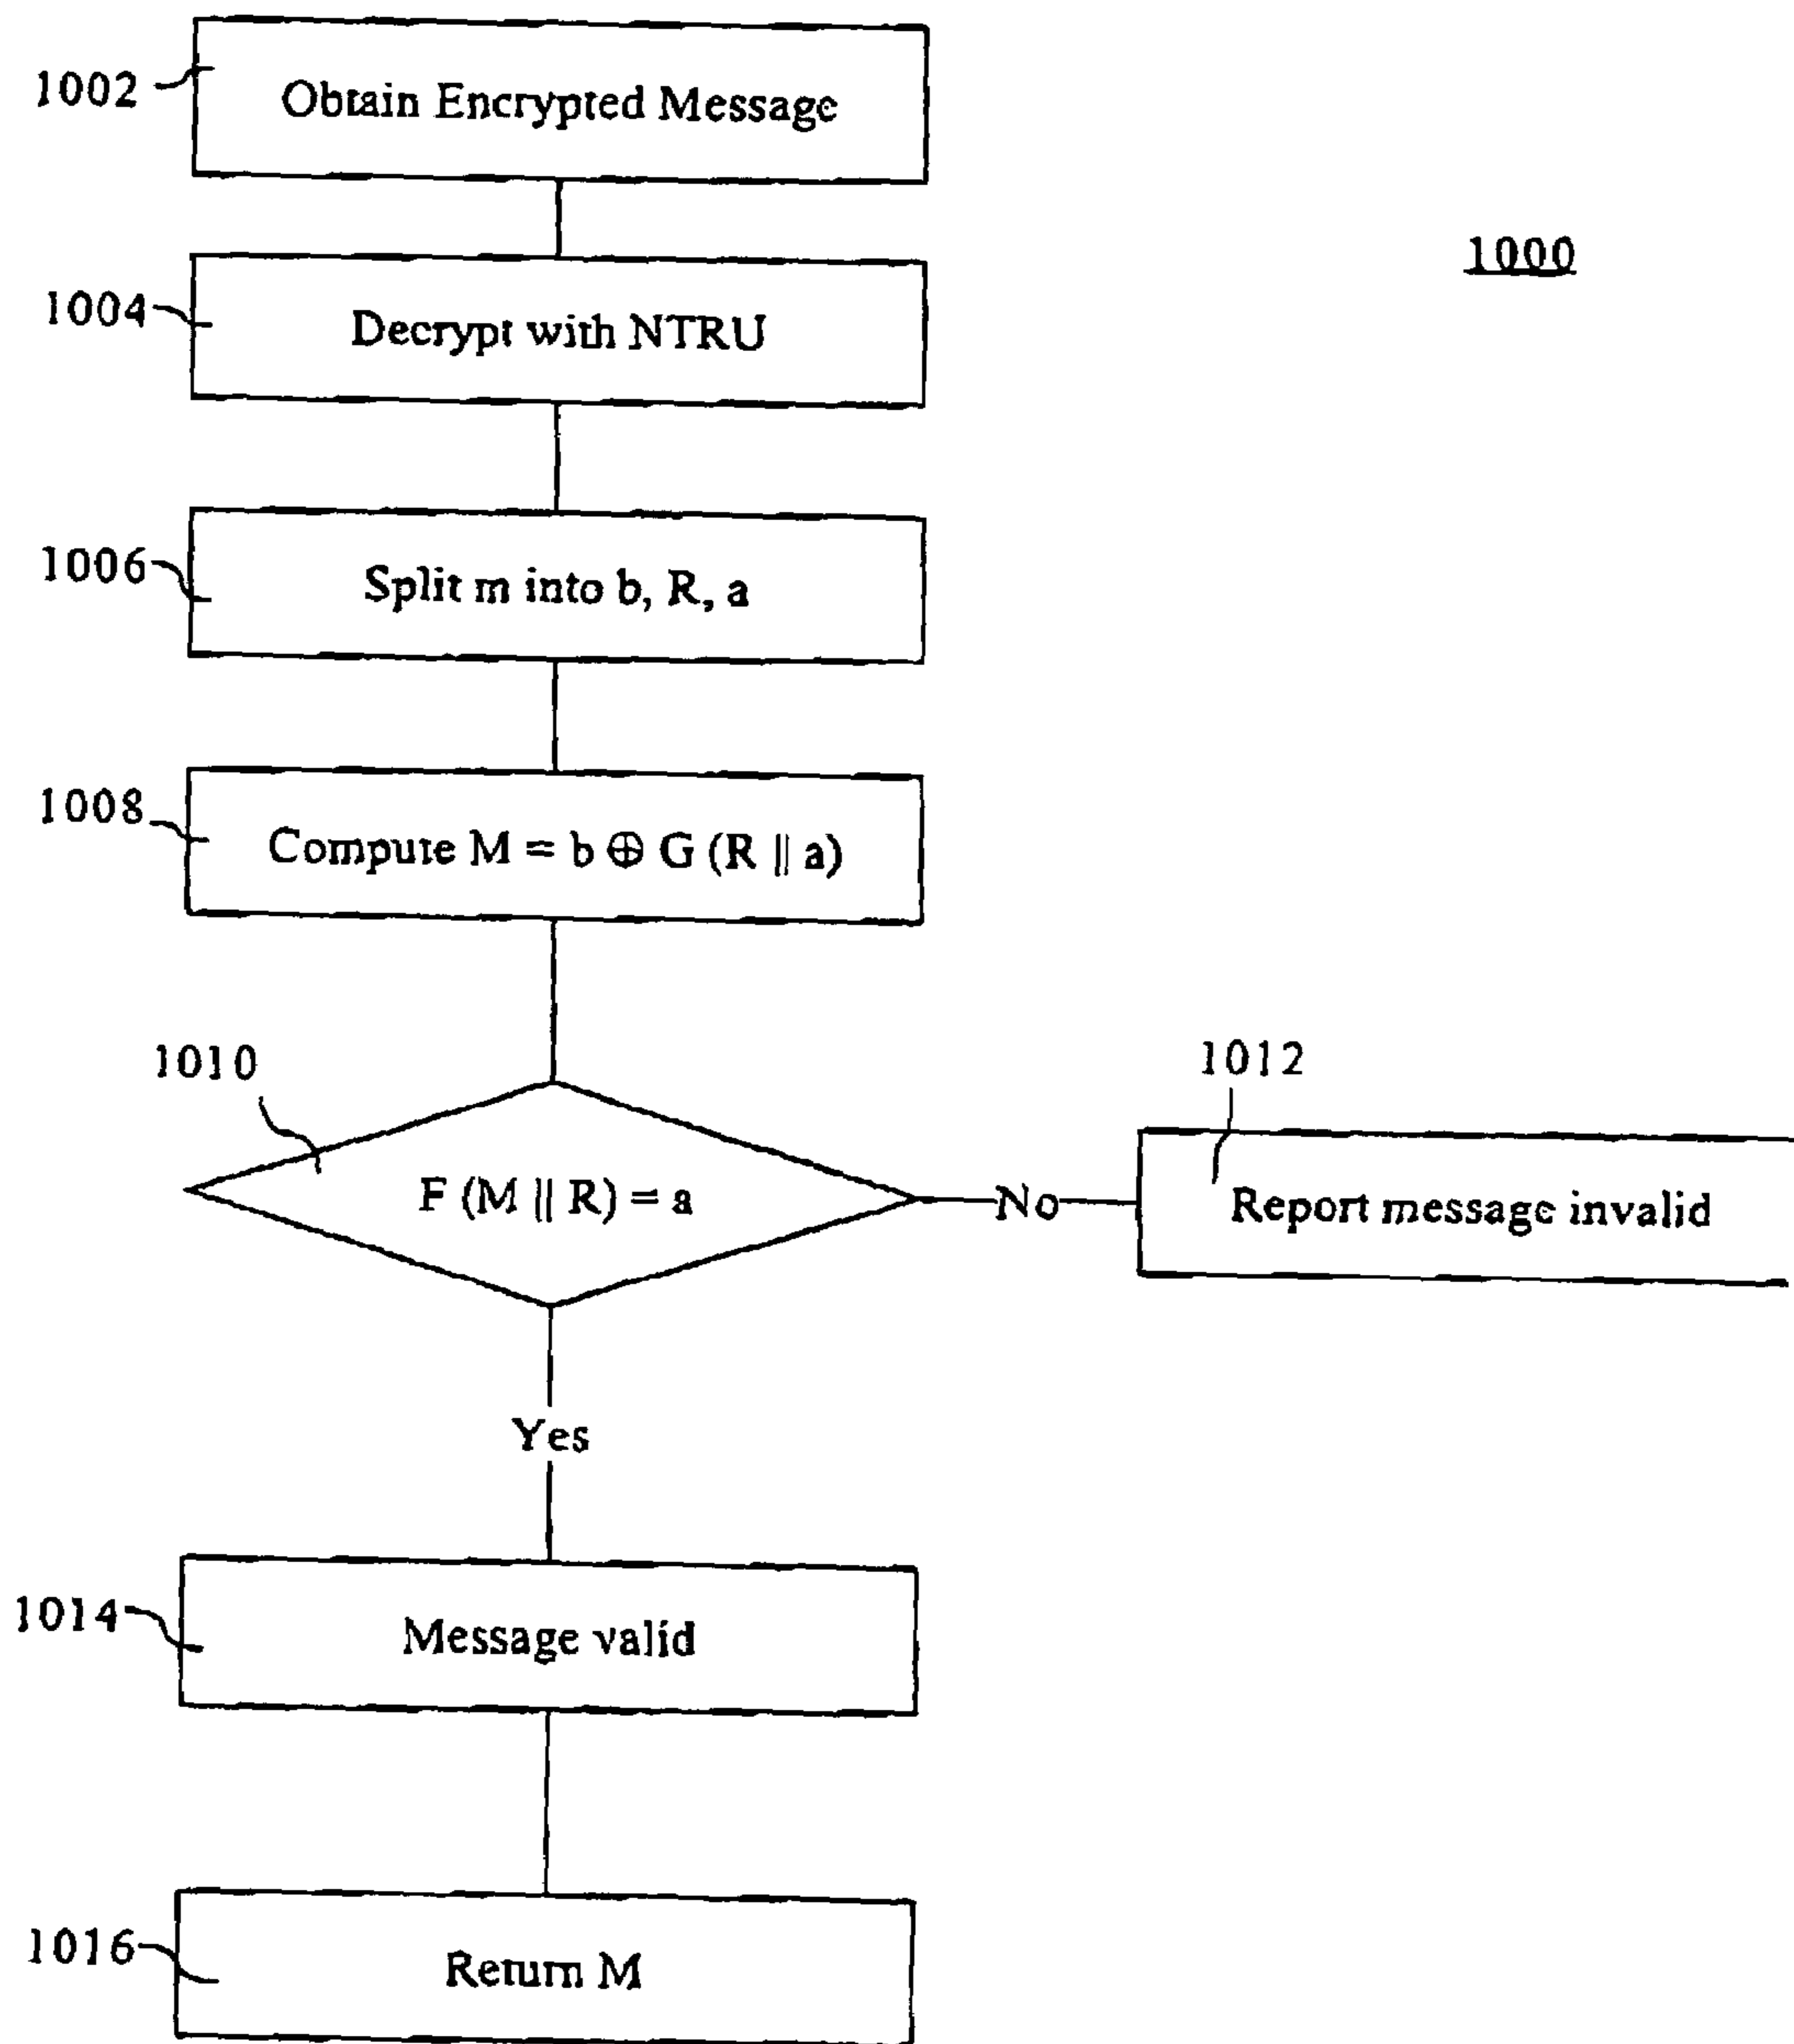 1002
Obtain Encrypted Message
1000
1004
Decrypt with NTRU
1006
Split m into b, R, a
1008
Compute M = b ⊕ G (R || a)
1010
F (M || R) = a
No
1012
Report message invalid
Yes
1014
Message valid
1016
Return M